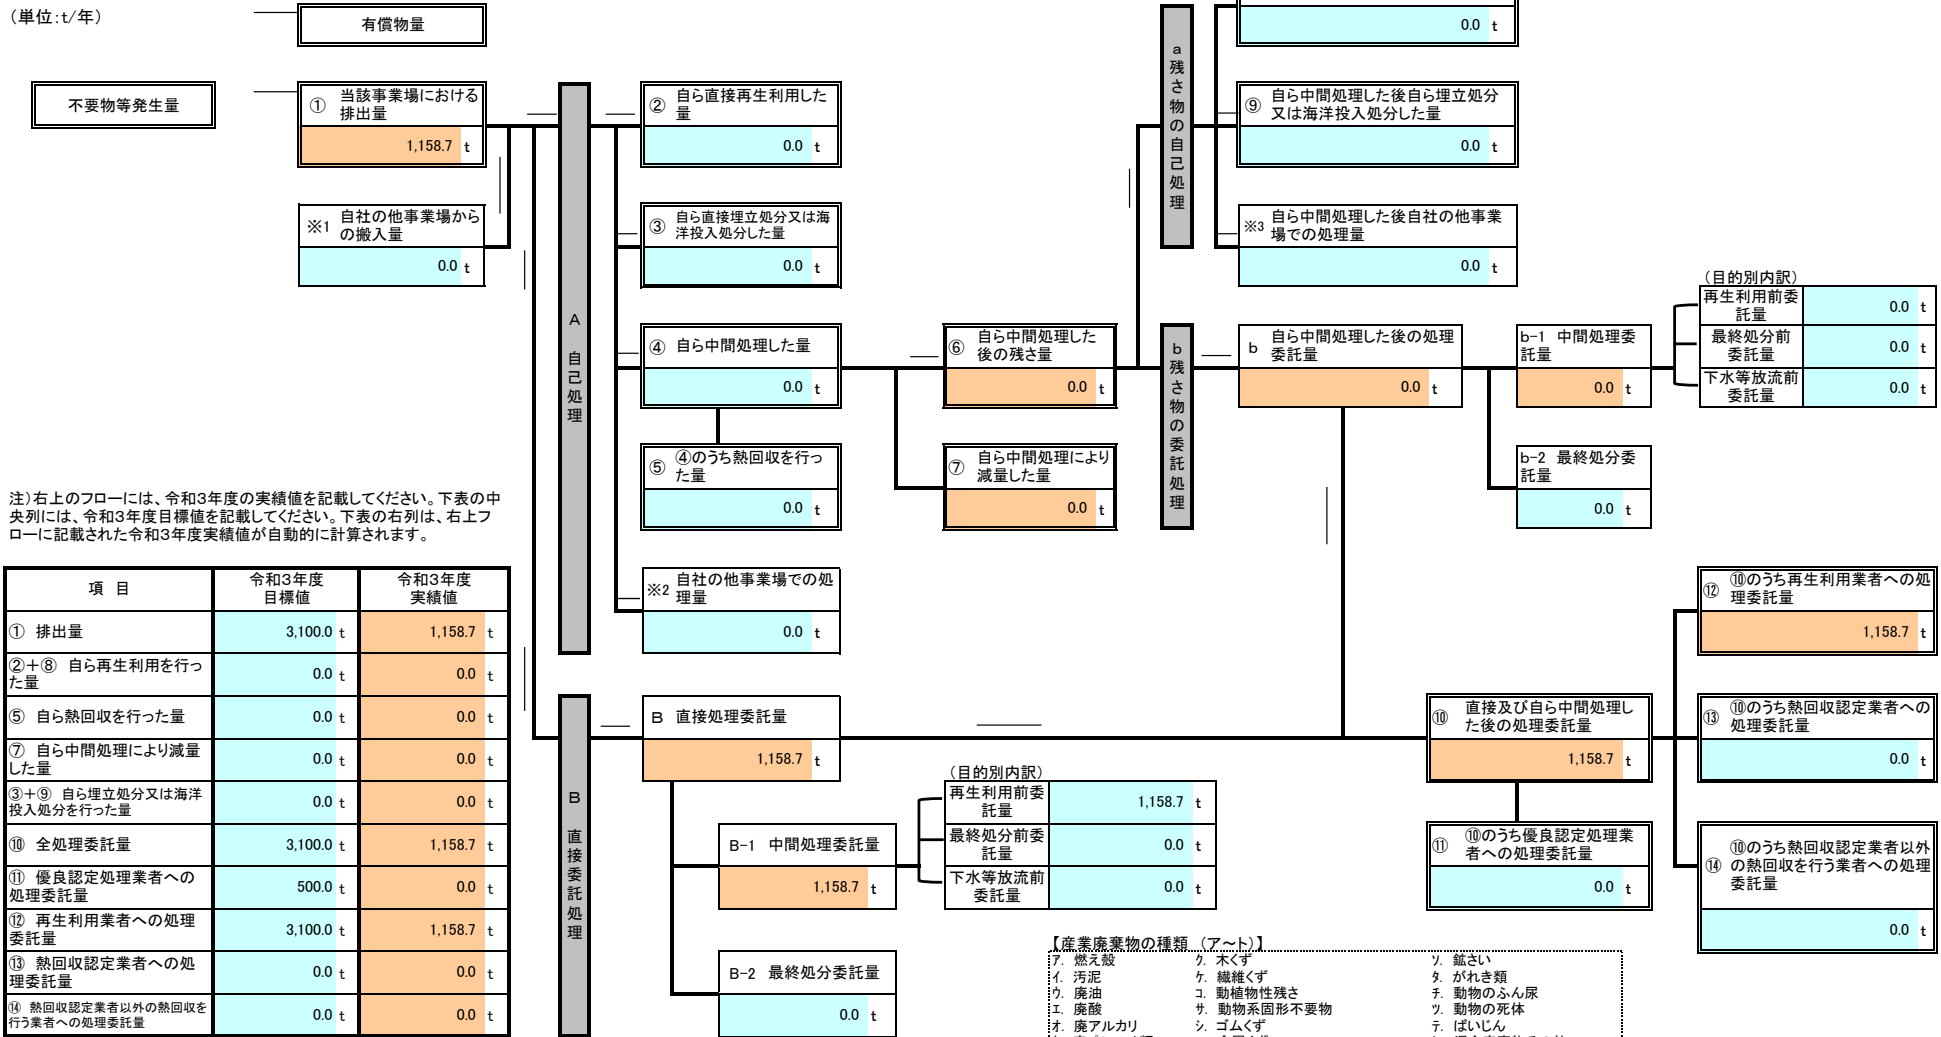 (単位:t/年)
有償物量
不要物等発生量
① 当該事業場における
排出量
1,158.7 t
※1 自社の他事業場から
の搬入量
0.0 t
A 自己処理
② 自ら直接再生利用した
量
0.0 t
③ 自ら直接埋立処分又は海
洋投入処分した量
0.0 t
④ 自ら中間処理した量
0.0 t
⑤ ④のうち熱回収を行っ
た量
0.0 t
※2 自社の他事業場での処
理量
0.0 t
⑥ 自ら中間処理した
後の残さ量
0.0 t
⑦ 自ら中間処理により
減量した量
0.0 t
a 残さ物の自己処理
0.0 t
⑨ 自ら中間処理した後自ら埋立処分
又は海洋投入処分した量
0.0 t
※3 自ら中間処理した後自社の他事業
場での処理量
0.0 t
b 残さ物の委託処理
b 自ら中間処理した後の処理
委託量
0.0 t
b-1 中間処理委
託量
0.0 t
b-2 最終処分委
託量
0.0 t
(目的別内訳)
再生利用前委
託量
0.0 t
最終処分前
委託量
0.0 t
下水等放流前
委託量
0.0 t
注)右上のフローには、令和3年度の実績値を記載してください。下表の中
央列には、令和3年度目標値を記載してください。下表の右列は、右上フ
ローに記載された令和3年度実績値が自動的に計算されます。
項 目 令和3年度
目標値 令和3年度
実績値
① 排出量 3,100.0 t 1,158.7 t
②+⑧ 自ら再生利用を行っ
た量 0.0 t 0.0 t
⑤ 自ら熱回収を行った量 0.0 t 0.0 t
⑦ 自ら中間処理により減量
した量 0.0 t 0.0 t
③+⑨ 自ら埋立処分又は海洋
投入処分を行った量 0.0 t 0.0 t
⑩ 全処理委託量 3,100.0 t 1,158.7 t
⑪ 優良認定処理業者への
処理委託量 500.0 t 0.0 t
⑫ 再生利用業者への処理
委託量 3,100.0 t 1,158.7 t
⑬ 熱回収認定業者への処
理委託量 0.0 t 0.0 t
⑭ 熱回収認定業者以外の熱回収を
行う業者への処理委託量 0.0 t 0.0 t
B 直接委託処理
B 直接処理委託量
1,158.7 t
B-1 中間処理委託量
1,158.7 t
B-2 最終処分委託量
0.0 t
(目的別内訳)
再生利用前委
託量
1,158.7 t
最終処分前委
託量
0.0 t
下水等放流前
委託量
0.0 t
⑩ 直接及び自ら中間処理し
た後の処理委託量
1,158.7 t
⑪ ⑩のうち優良認定処理業
者への処理委託量
0.0 t
⑫ ⑩のうち再生利用業者への処
理委託量
1,158.7 t
⑬ ⑩のうち熱回収認定業者への
処理委託量
0.0 t
⑭ ⑩のうち熱回収認定業者以外
の熱回収を行う業者への処理
委託量
0.0 t
【産業廃棄物の種類 (ア～ト)】
ア. 燃え殻 ク. 木くず ソ. 鉱さい
イ. 汚泥 ケ. 繊維くず タ. がれき類
ウ. 廃油 コ. 動植物性残さ チ. 動物のふん尿
エ. 廃酸 サ. 動物系固形不要物 ツ. 動物の死体
オ. 廃アルカリ シ. ゴムくず テ. ばいじん